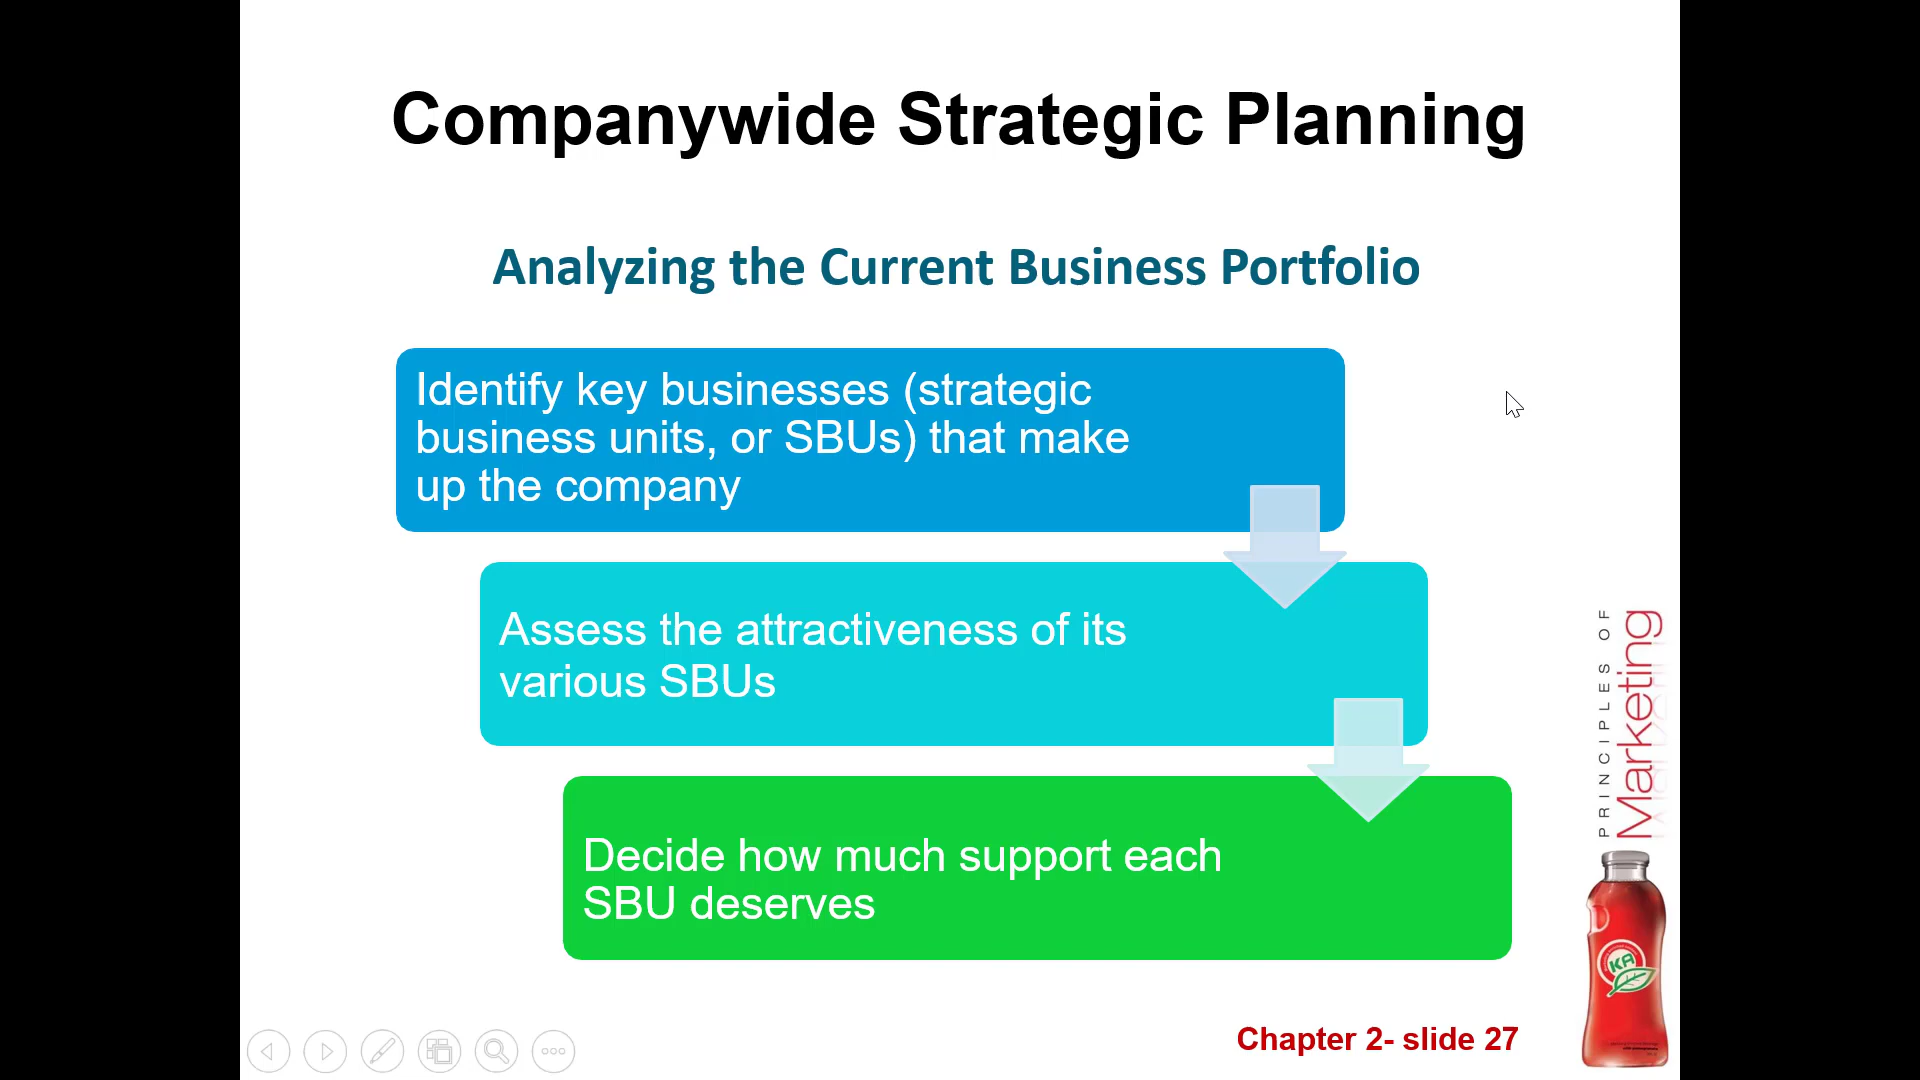 Companywide Strategic Planning
Analyzing the Current Business Portfolio
Identify key businesses (strategic
business units, or SBUs) that make
up the company
Assess the attractiveness of its
various SBUs
Decide how much support each
SBU deserves
PRINCIPLES OF
Marketing
KA
Chapter 2- slide 27